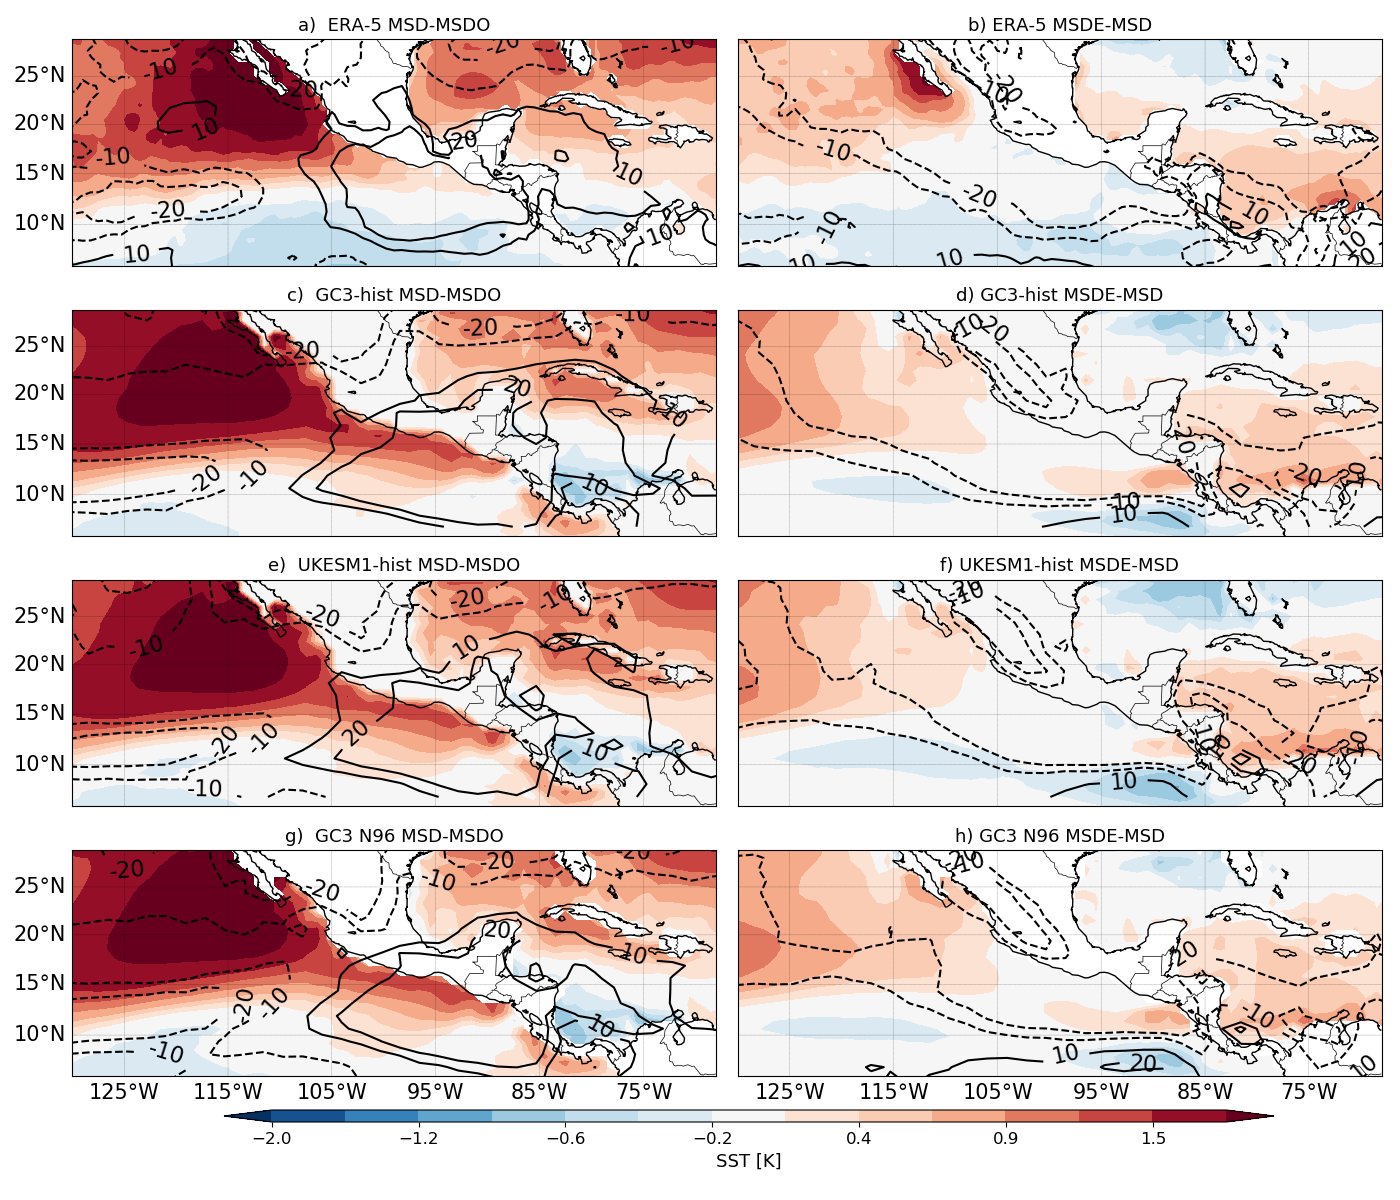 a)  ERA-5 MSD-MSDO
b) ERA-5 MSDE-MSD
25°N
20°N
15°N
10°N
-20
-10
-10
20
10
-10
-20
10
20
10
10
-10
-20
-10
-20
-10
10
10
10
10
20
c)  GC3-hist MSD-MSDO
d) GC3-hist MSDE-MSD
25°N
20°N
15°N
10°N
-20
-10
-20
20
-10
-20
-10
10
-10
20
-20
-20
-10
10
e)  UKESM1-hist MSD-MSDO
f) UKESM1-hist MSDE-MSD
25°N
20°N
15°N
10°N
-20
-20
-10
-10
10
-20
-10
20
10
-10
-20
-10
-10
-20
10
g)  GC3 N96 MSD-MSDO
h) GC3 N96 MSDE-MSD
25°N
20°N
15°N
10°N
-20
-20
-10
-20
-20
20
-10
-20
-10
10
-10
-10
20
-10
10
10
20
125°W
115°W
105°W
95°W
85°W
75°W
125°W
115°W
105°W
95°W
85°W
75°W
−2.0
−1.2
−0.6
−0.2
0.4
0.9
1.5
SST [K]